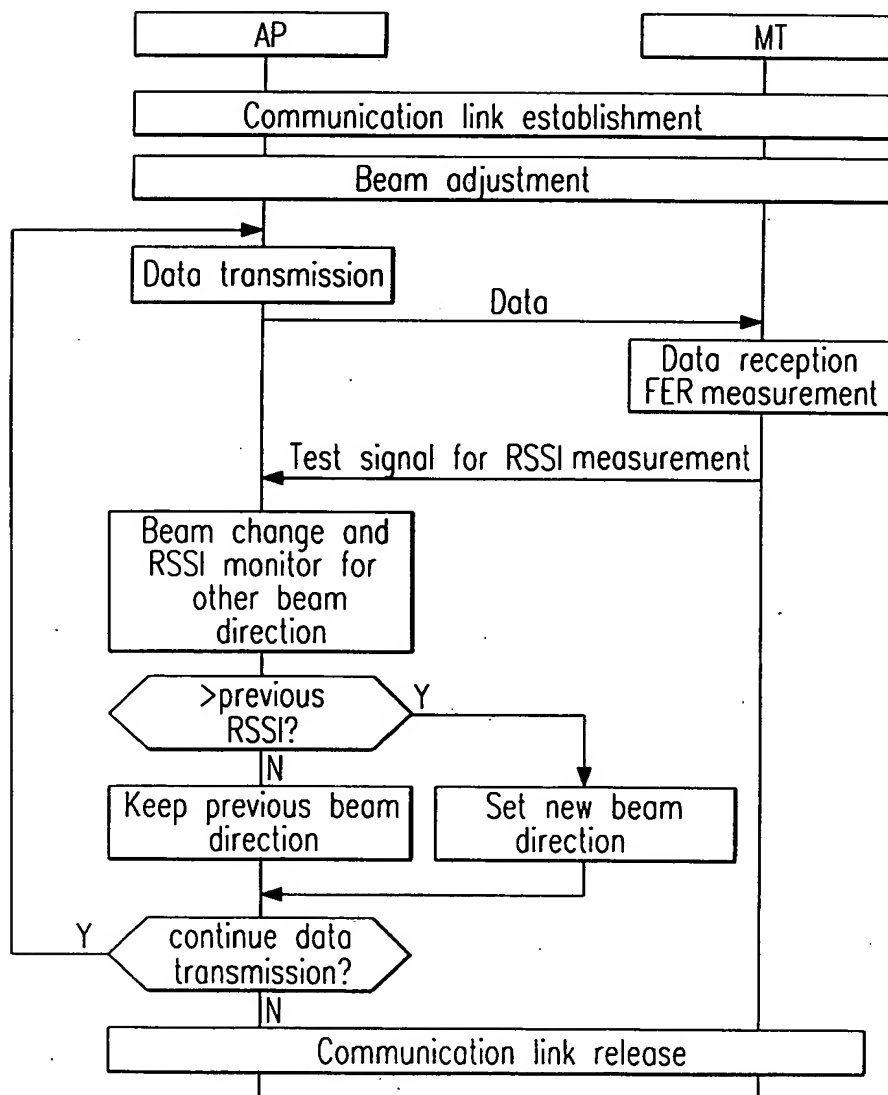 AP
MT
Communication link establishment
Beam adjustment
Data transmission
Data
Data reception
FER measurement
Test signal for RSSI measurement
Beam change and
RSSI monitor for
other beam
direction
>previous
RSSI?
Y
N
Keep previous beam
direction
Set new beam
direction
Y
continue data
transmission?
N
Communication link release